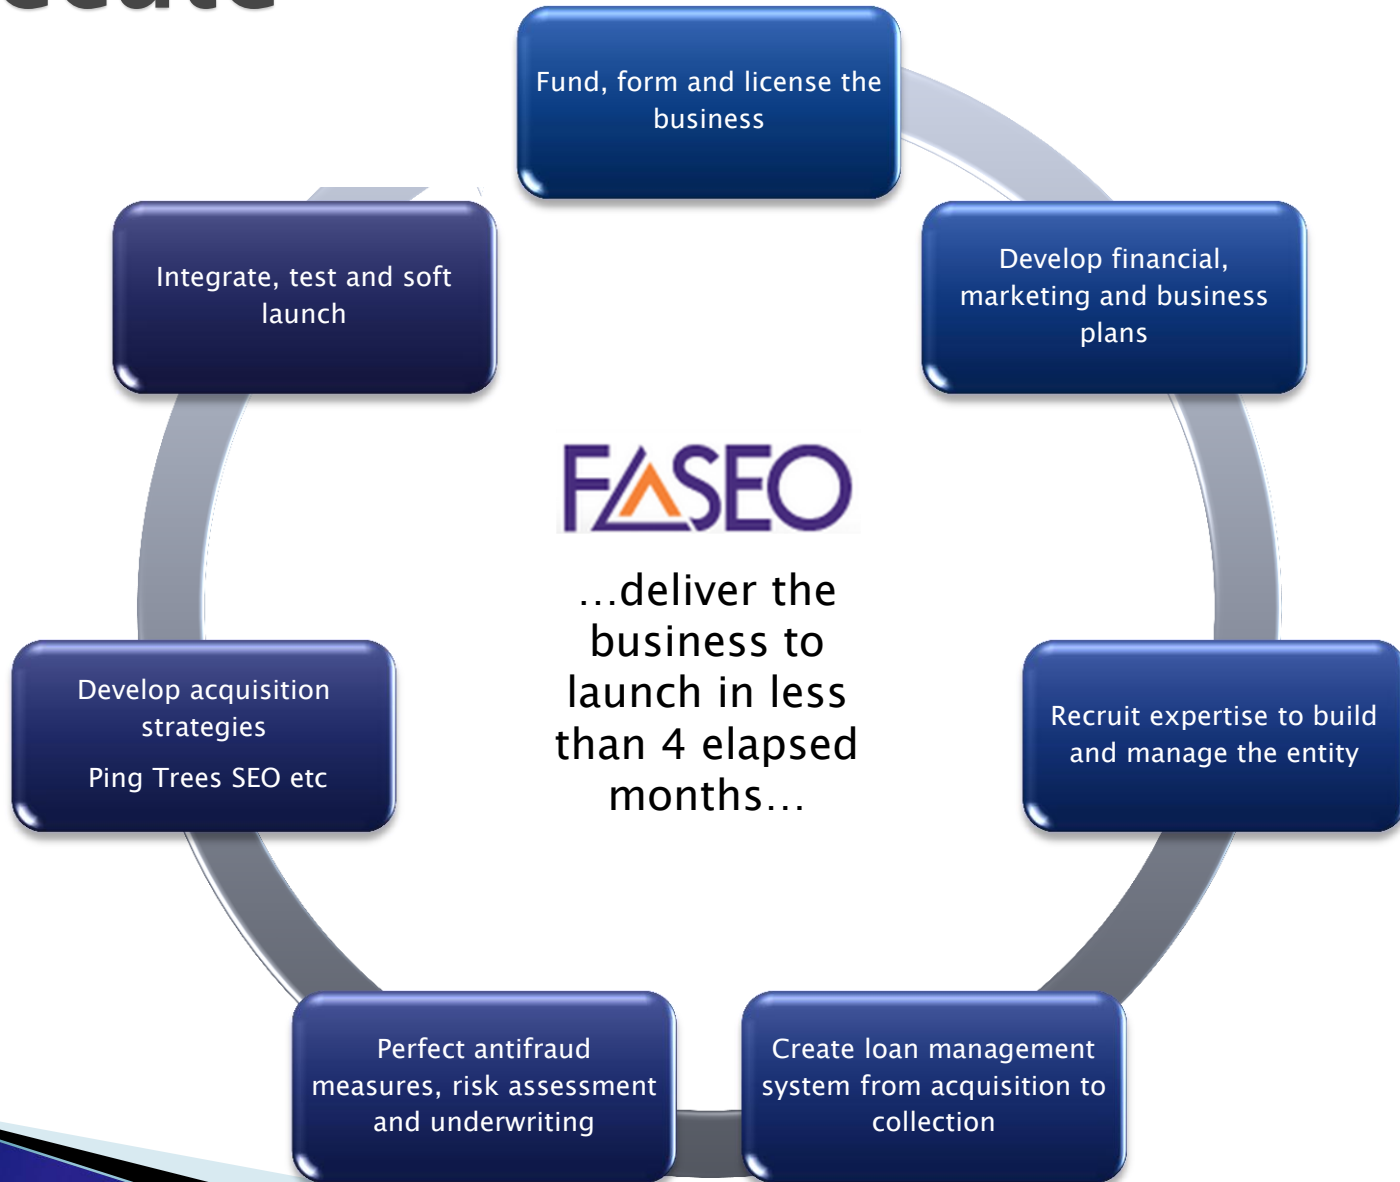 Fund, form and license the
business
Develop financial,
marketing and business
plans
Recruit expertise to build
and manage the entity
Create loan management
system from acquisition to
collection
Perfect antifraud
measures, risk assessment
and underwriting
Develop acquisition
strategies
Ping Trees SEO etc
Integrate, test and soft
launch
FASEO
…deliver the
business to
launch in less
than 4 elapsed
months…